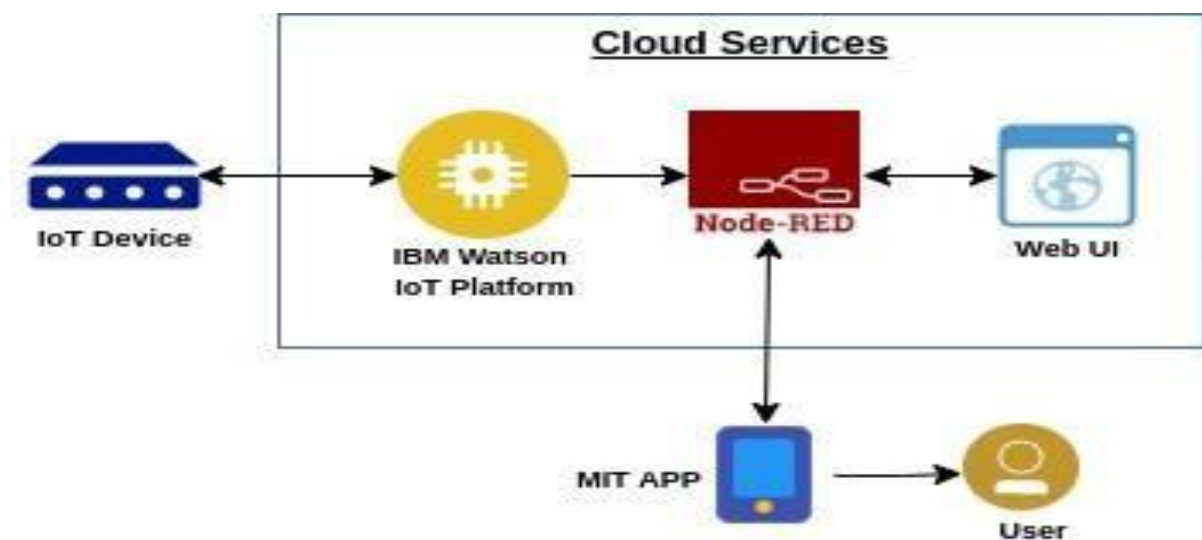 Cloud Services
IoT Device
IBM Watson
IoT Platform
Node-RED
Web UI
MIT APP
User